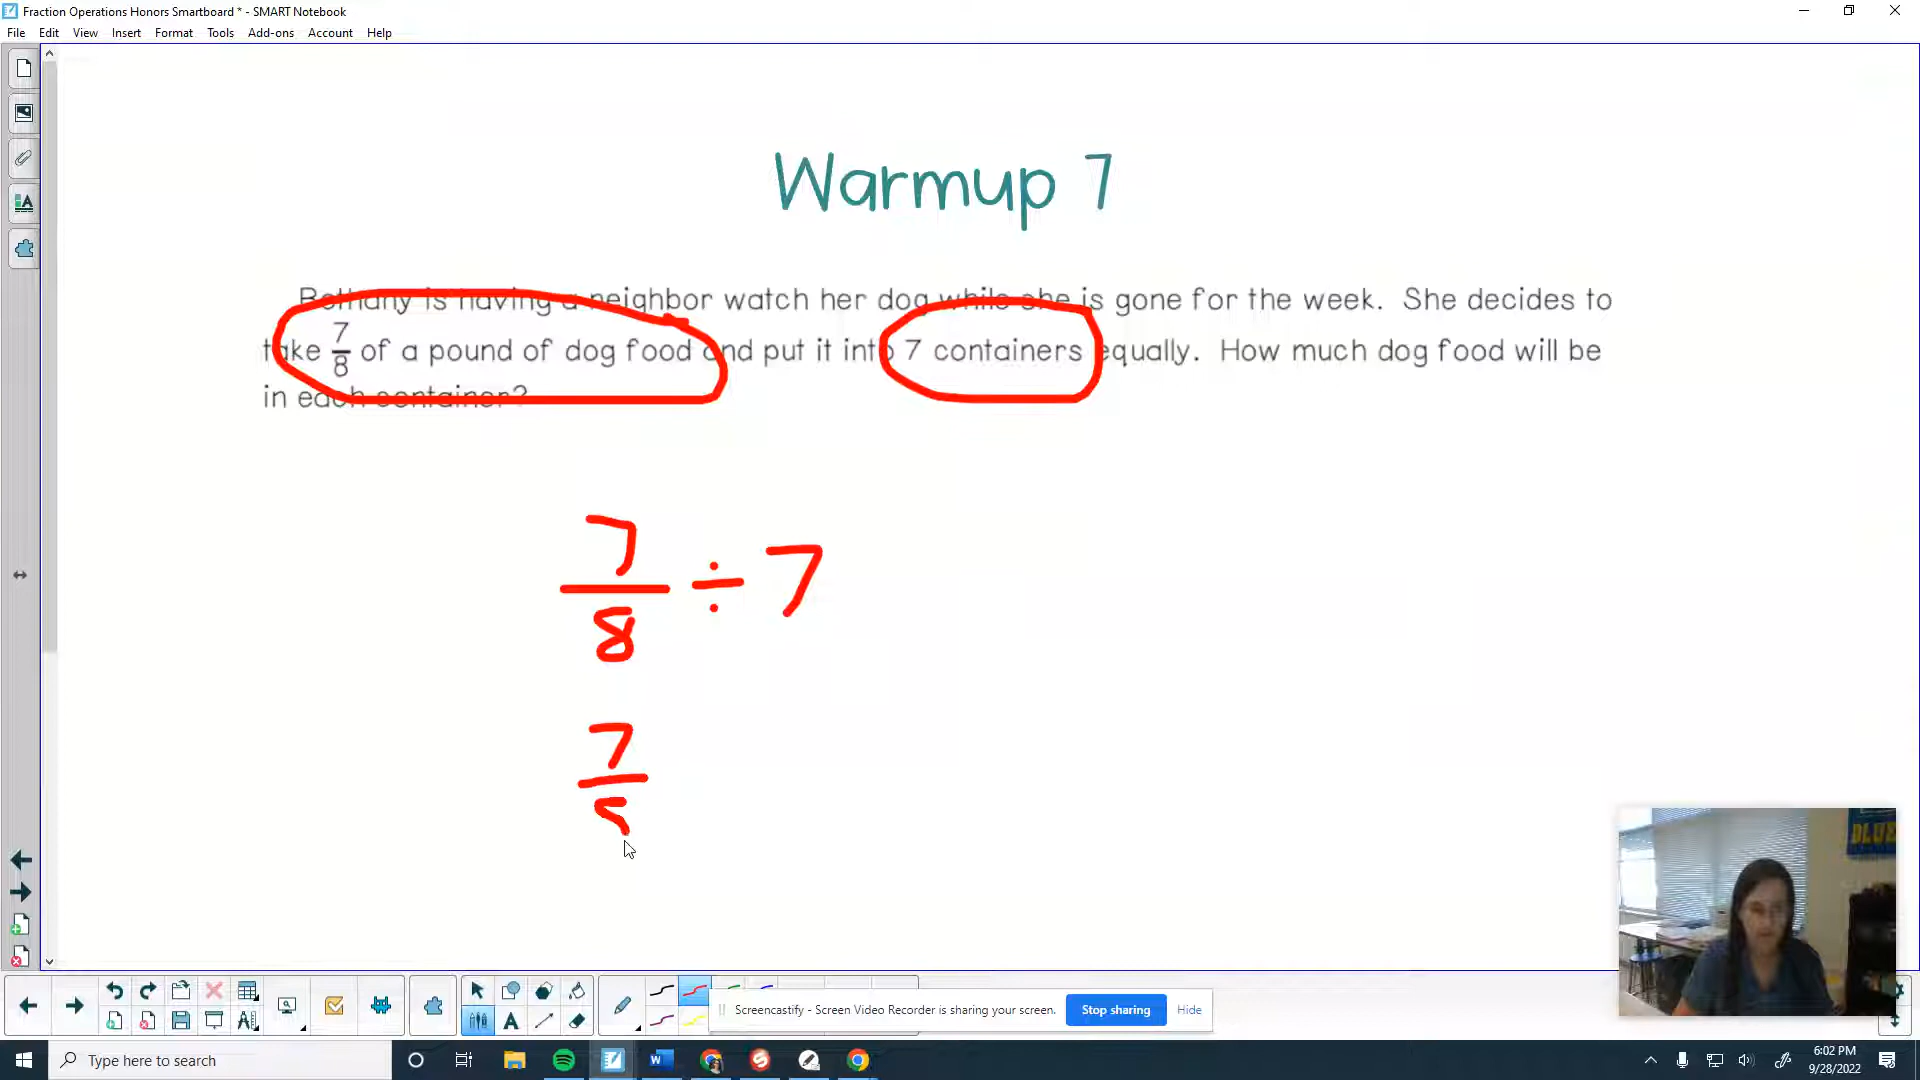 Fraction Operations Honors Smartboard * - SMART Notebook
File Edit View Insert Format Tools Add-ons Account Help
Warmup 7
Bethany is having a neighbor watch her dog while she is gone for the week. She decides to
take 7/8 of a pound of dog food and put it into 7 containers equally. How much dog food will be
in each container?
7/8 ÷ 7
7
BLUE
Screencastify - Screen Video Recorder is sharing your screen.
Stop sharing
Hide
Type here to search
6:02 PM
9/28/2022